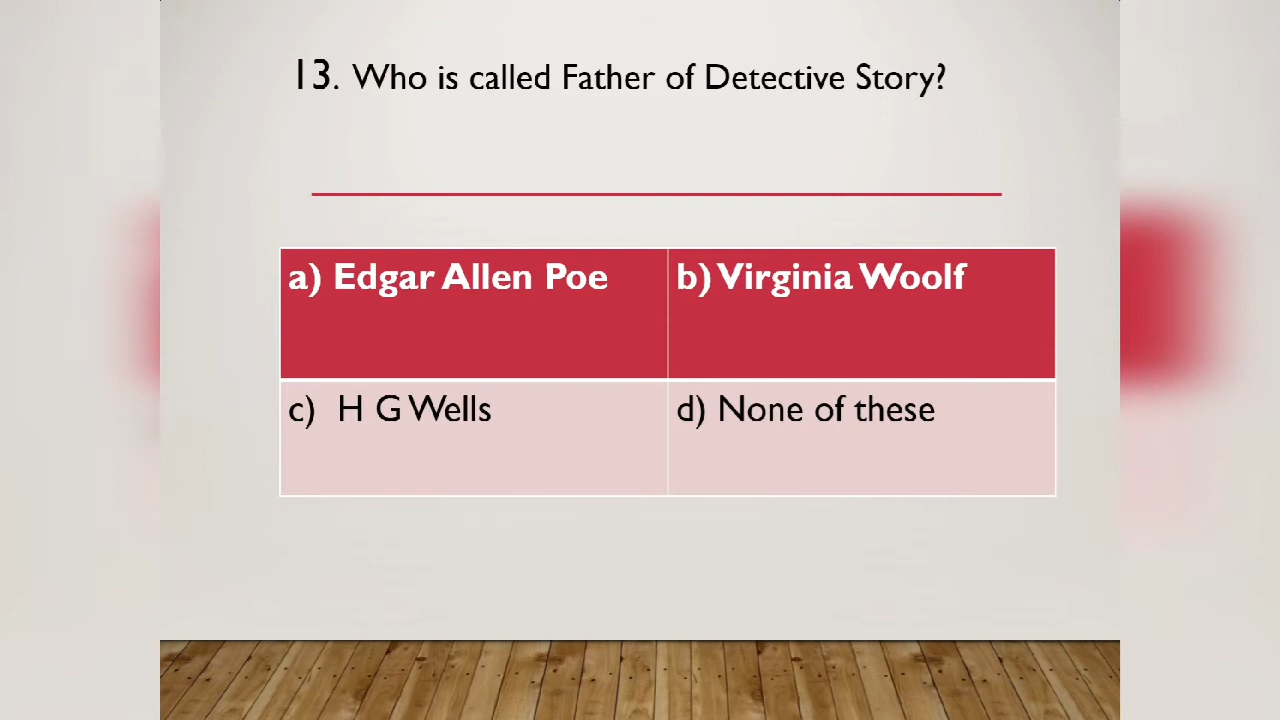 13. Who is called Father of Detective Story?
a) Edgar Allen Poe
b) Virginia Woolf
c) H G Wells
d) None of these